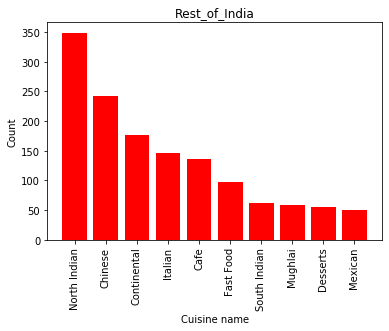 Rest_of_India
Count
350
300
250
200
150
100
50
0
North Indian
Chinese
Continental
Italian
Cafe
Fast Food
South Indian
Mughlai
Desserts
Mexican
Cuisine name